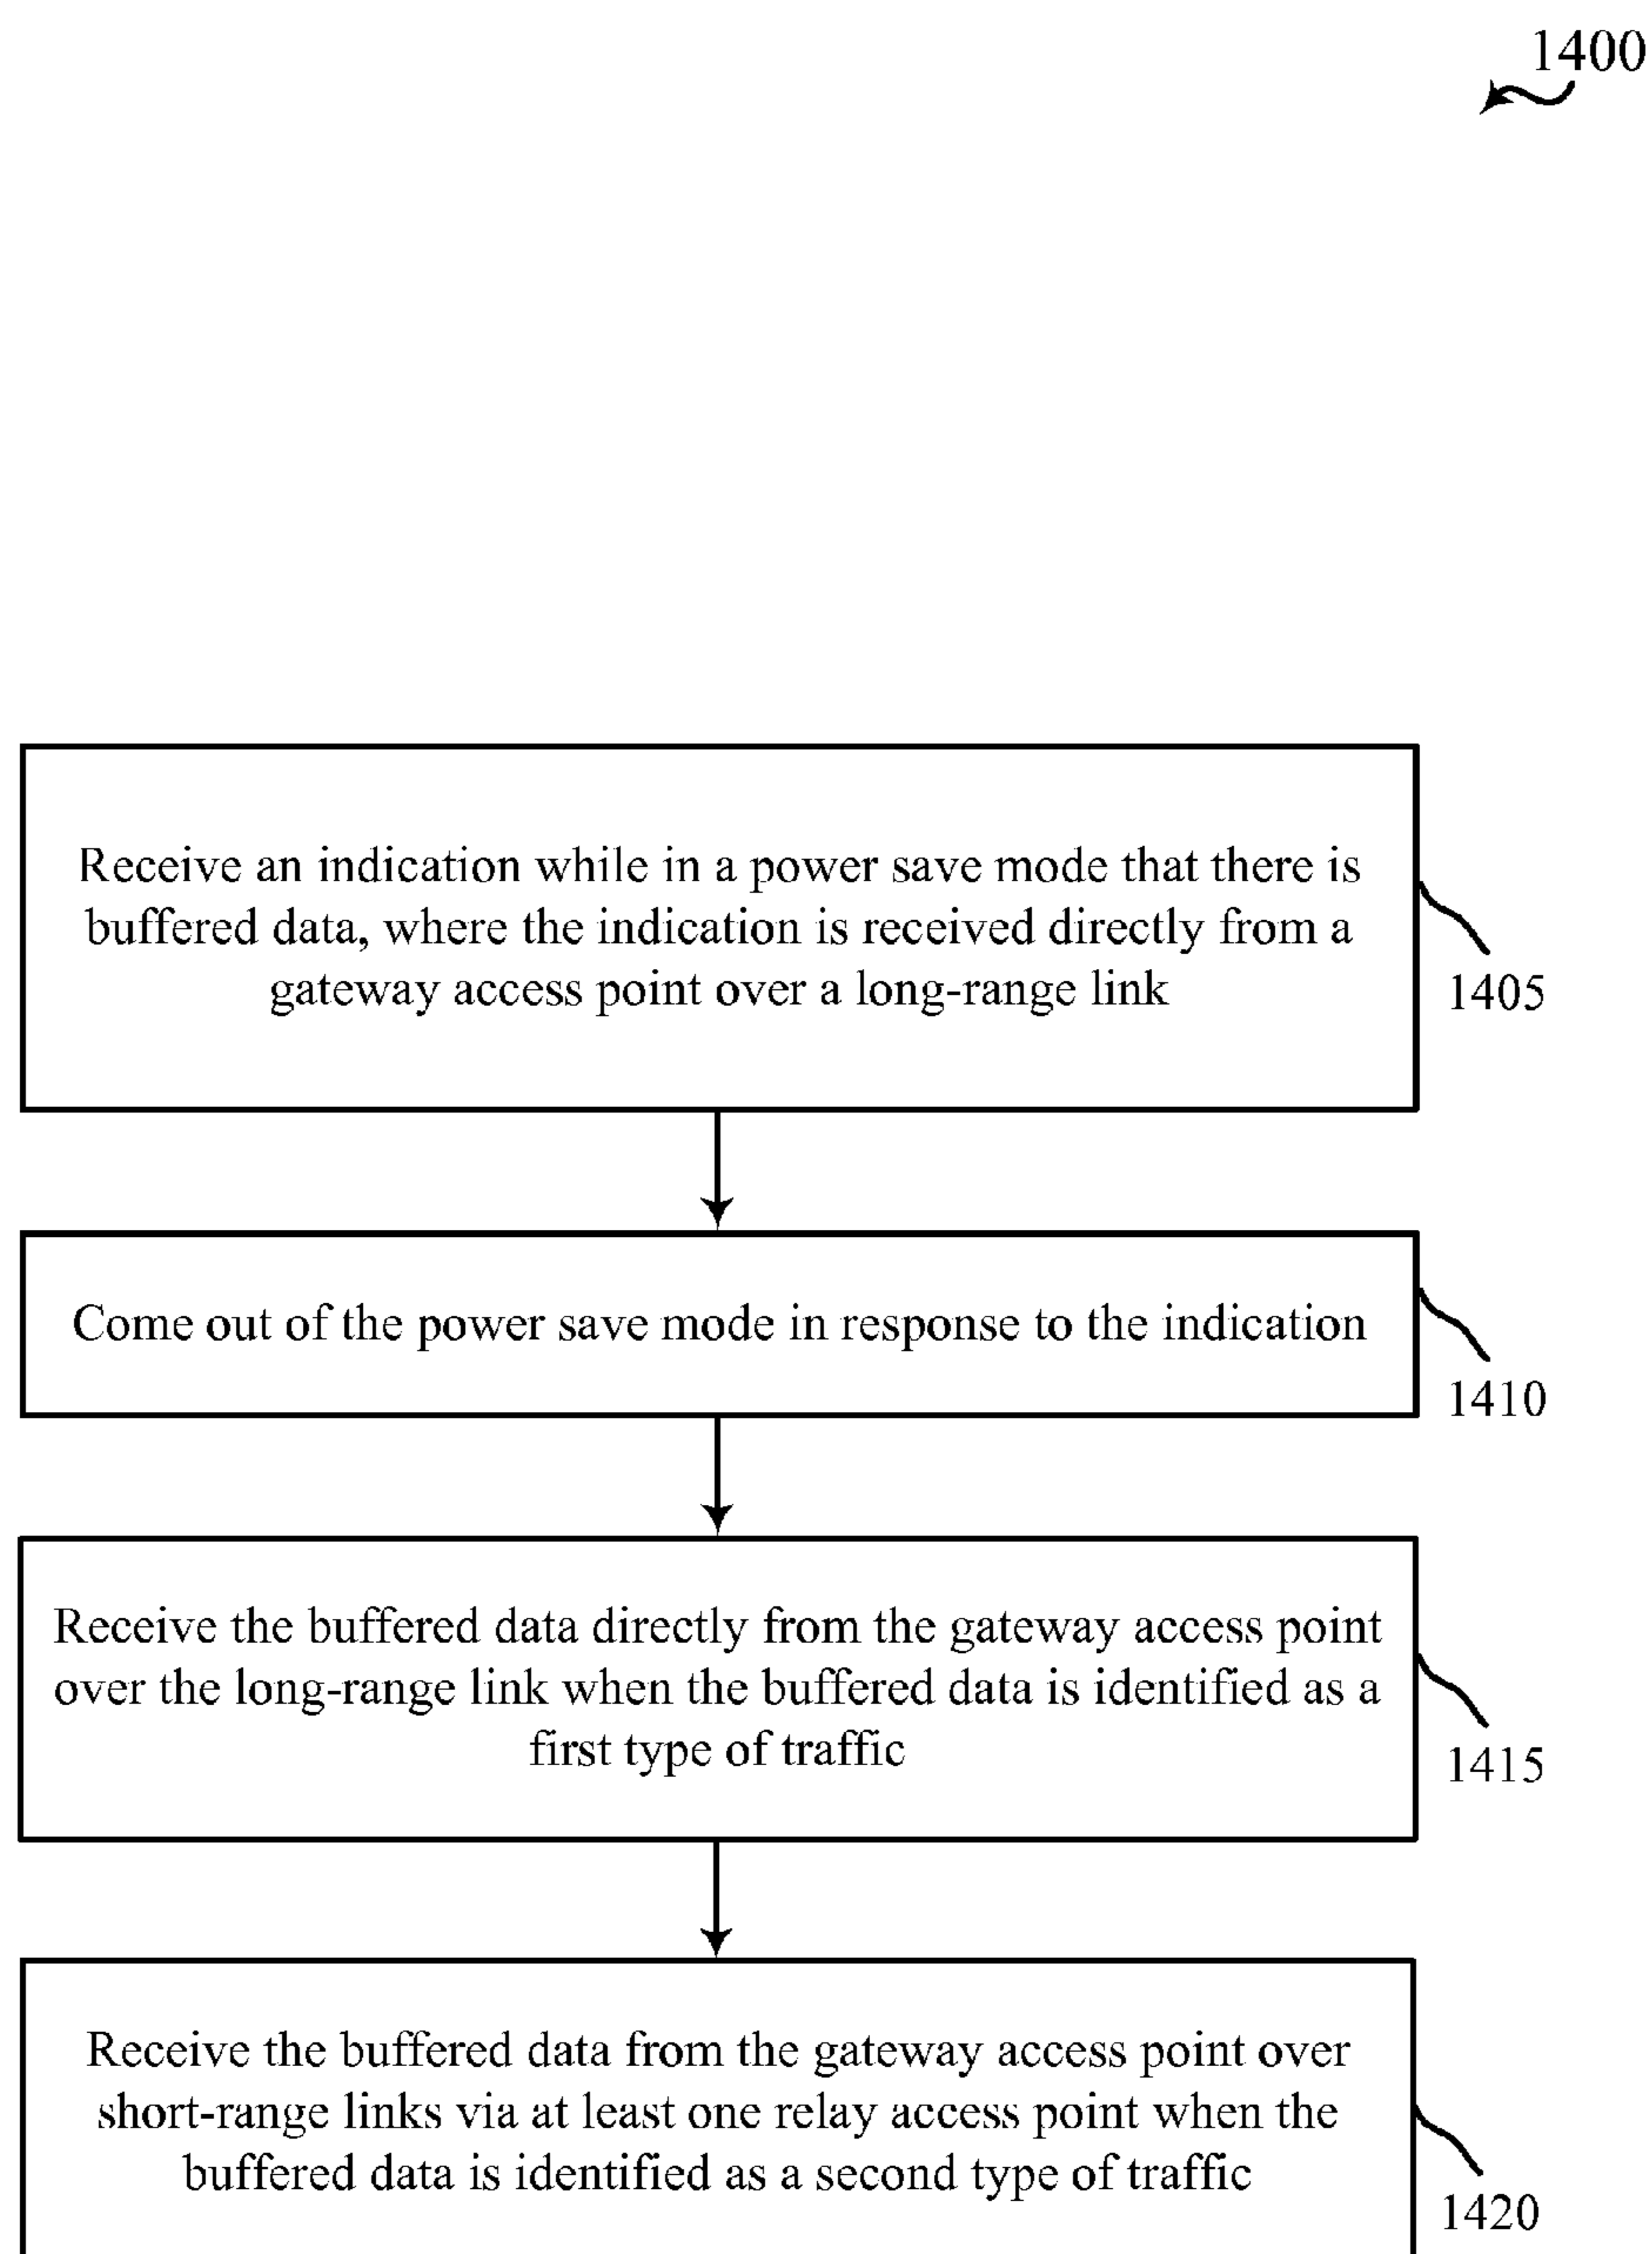 1400
Receive an indication while in a power save mode that there is
buffered data, where the indication is received directly from a
gateway access point over a long-range link
1405
Come out of the power save mode in response to the indication
1410
Receive the buffered data directly from the gateway access point
over the long-range link when the buffered data is identified as a
first type of traffic
1415
Receive the buffered data from the gateway access point over
short-range links via at least one relay access point when the
buffered data is identified as a second type of traffic
1420